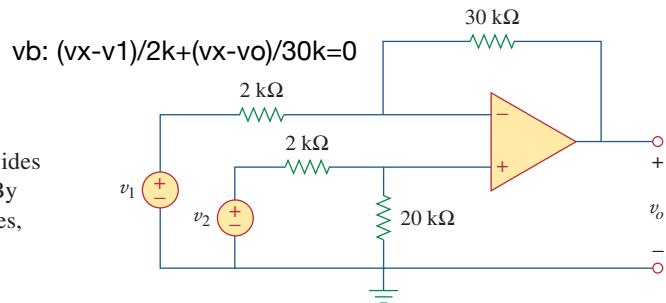 30 kΩ
vb: (vx-v1)/2k+(vx-vo)/30k=0
2 kΩ
−
2 kΩ
+
+
−
v1
+
−
v2
20 kΩ
+
vo
−
es,